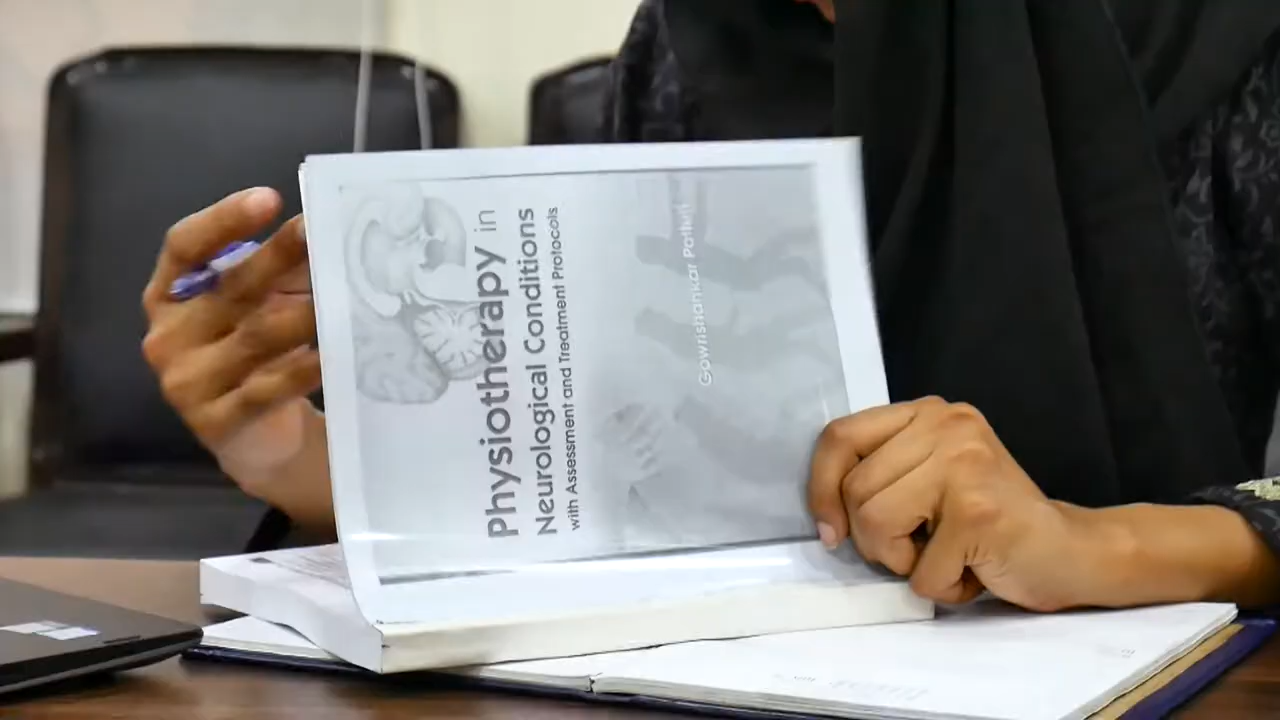 Physiotherapy in
Neurological Conditions
with Assessment and Treatment Protocols
Gowrishankar Potturi